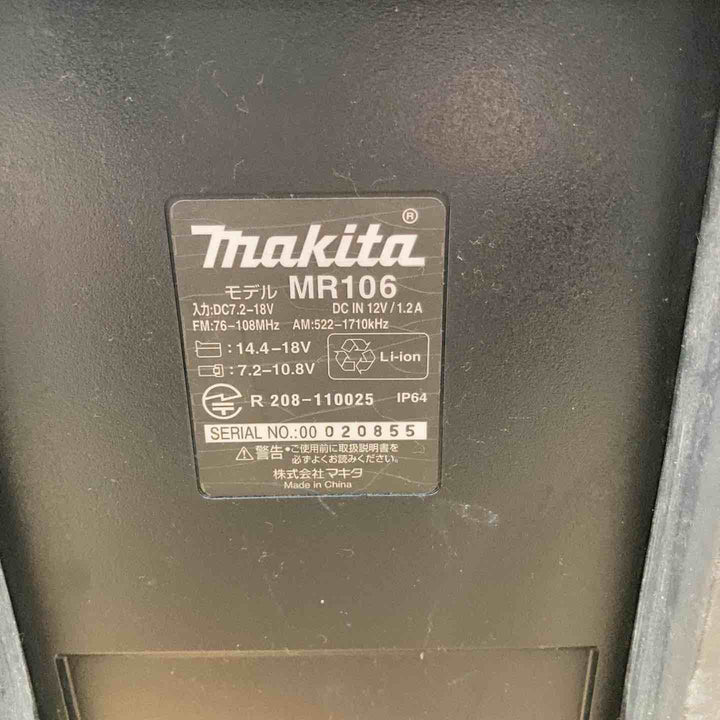 makita®
モデル MR106
入力:DC7.2-18V DC IN 12V/1.2A
FM:76-108MHz AM:522-1710kHz
:14.4-18V
:7.2-10.8V
Li-ion
R 208-110025 IP64
SERIAL NO.:00 020855
警告•ご使用前に取扱説明書を
必ずよくお読みください。
株式会社マキタ
Made in China